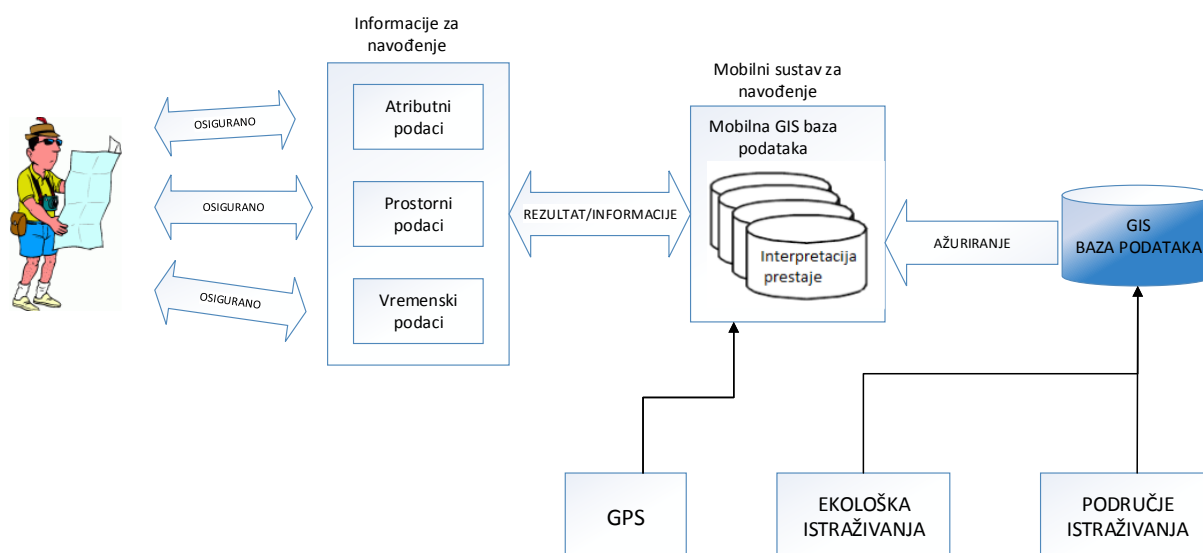 Informacije za
navođenje
Atributni
podaci
Prostorni
podaci
Vremenski
podaci
OSIGURANO
OSIGURANO
OSIGURANO
REZULTAT/INFORMACIJE
Mobilni sustav za
navođenje
Mobilna GIS baza
podataka
Interpretacija
prestaje
AŽURIRANJE
GIS
BAZA PODATAKA
GPS
EKOLOŠKA
ISTRAŽIVANJA
PODRUČJE
ISTRAŽIVANJA